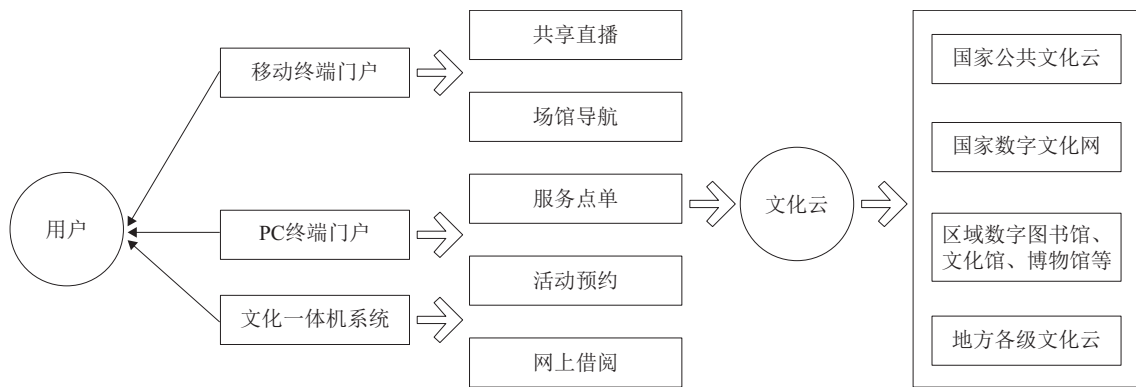 用户
移动终端门户
PC终端门户
文化一体机系统
共享直播
场馆导航
服务点单
活动预约
网上借阅
文化云
国家公共文化云
国家数字文化网
区域数字图书馆、
文化馆、博物馆等
地方各级文化云